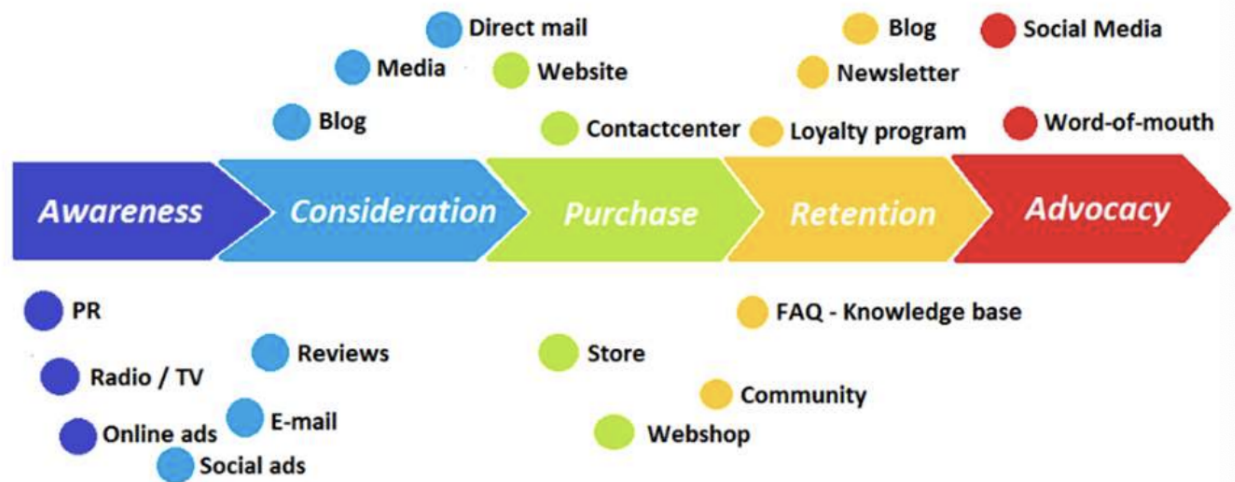 Direct mail
Blog
Social Media
Media
Website
Newsletter
Blog
Contactcenter
Loyalty program
Word-of-mouth
Awareness
Consideration
Purchase
Retention
Advocacy
PR
FAQ - Knowledge base
Reviews
Store
Radio / TV
Community
E-mail
Online ads
Webshop
Social ads